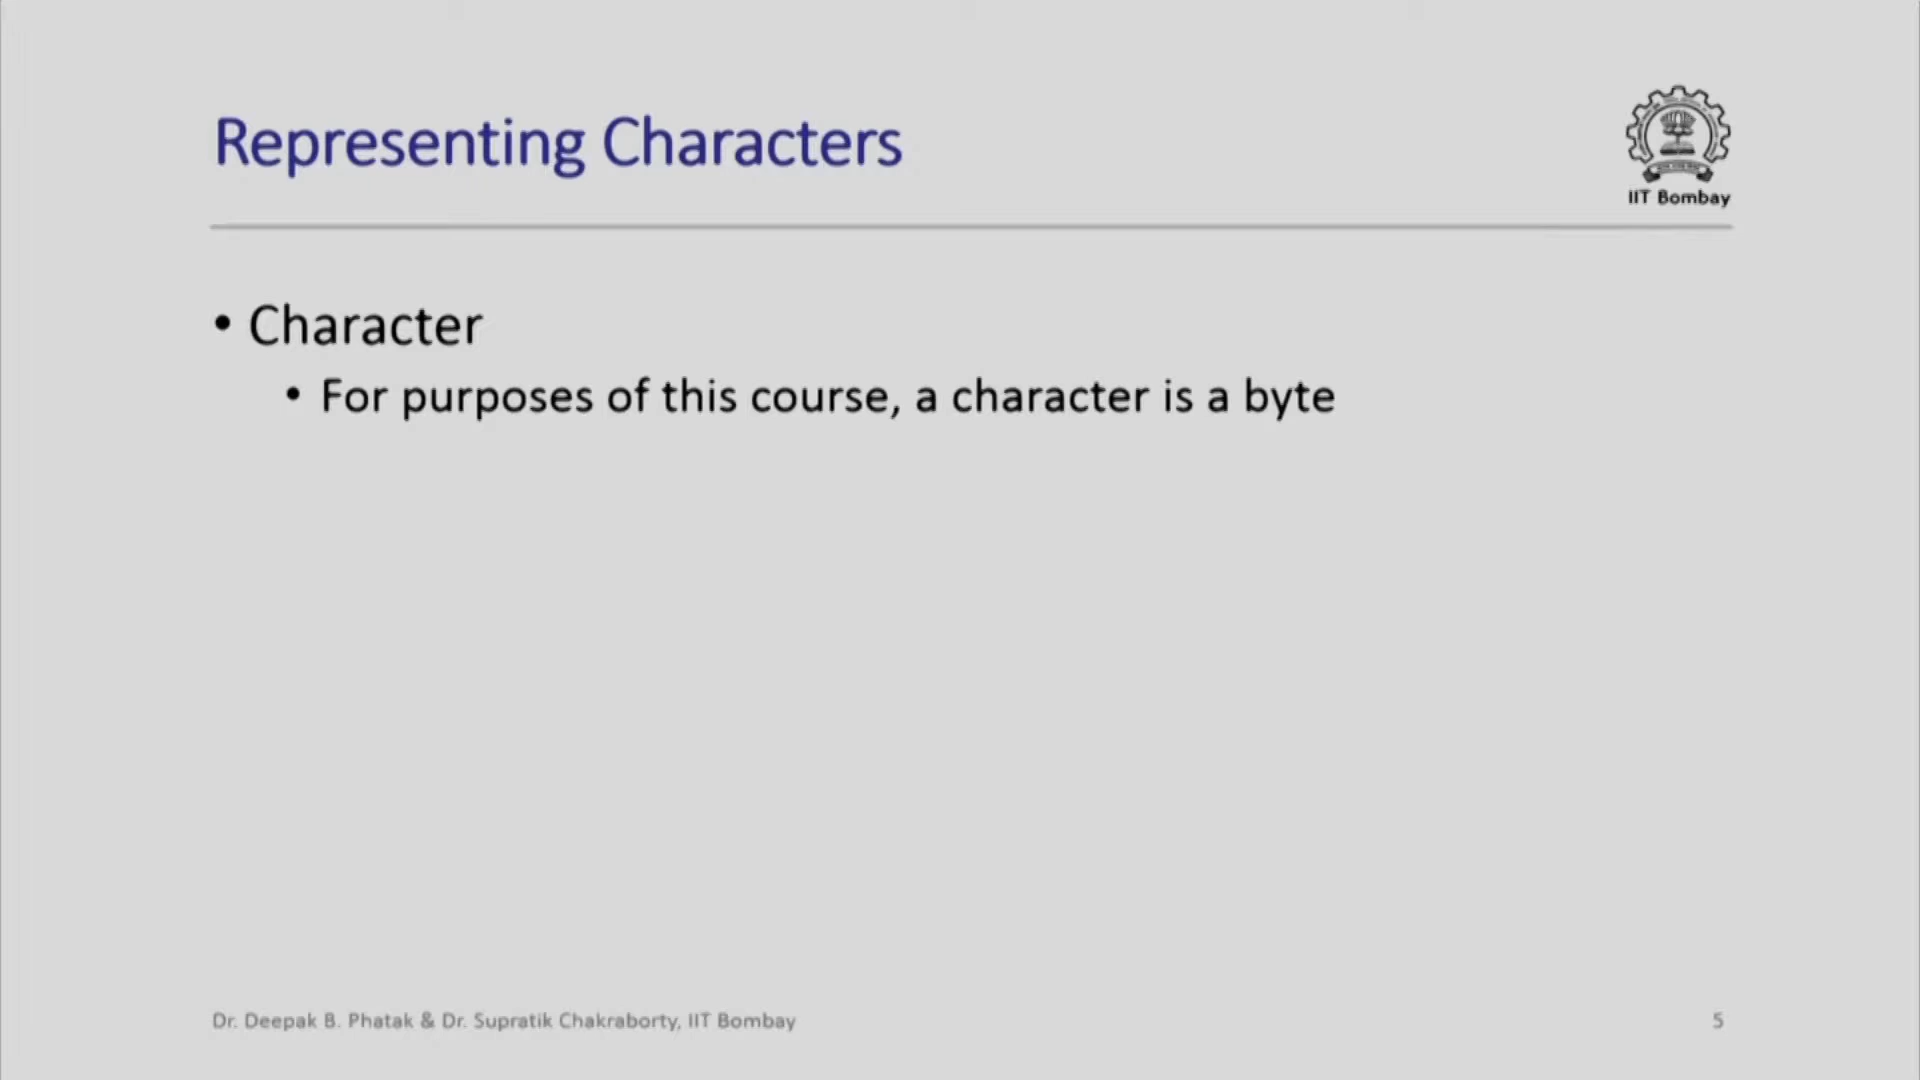 Representing Characters
IIT Bombay
• Character
• For purposes of this course, a character is a byte
Dr. Deepak B. Phatak & Dr. Supratik Chakraborty, IIT Bombay
5